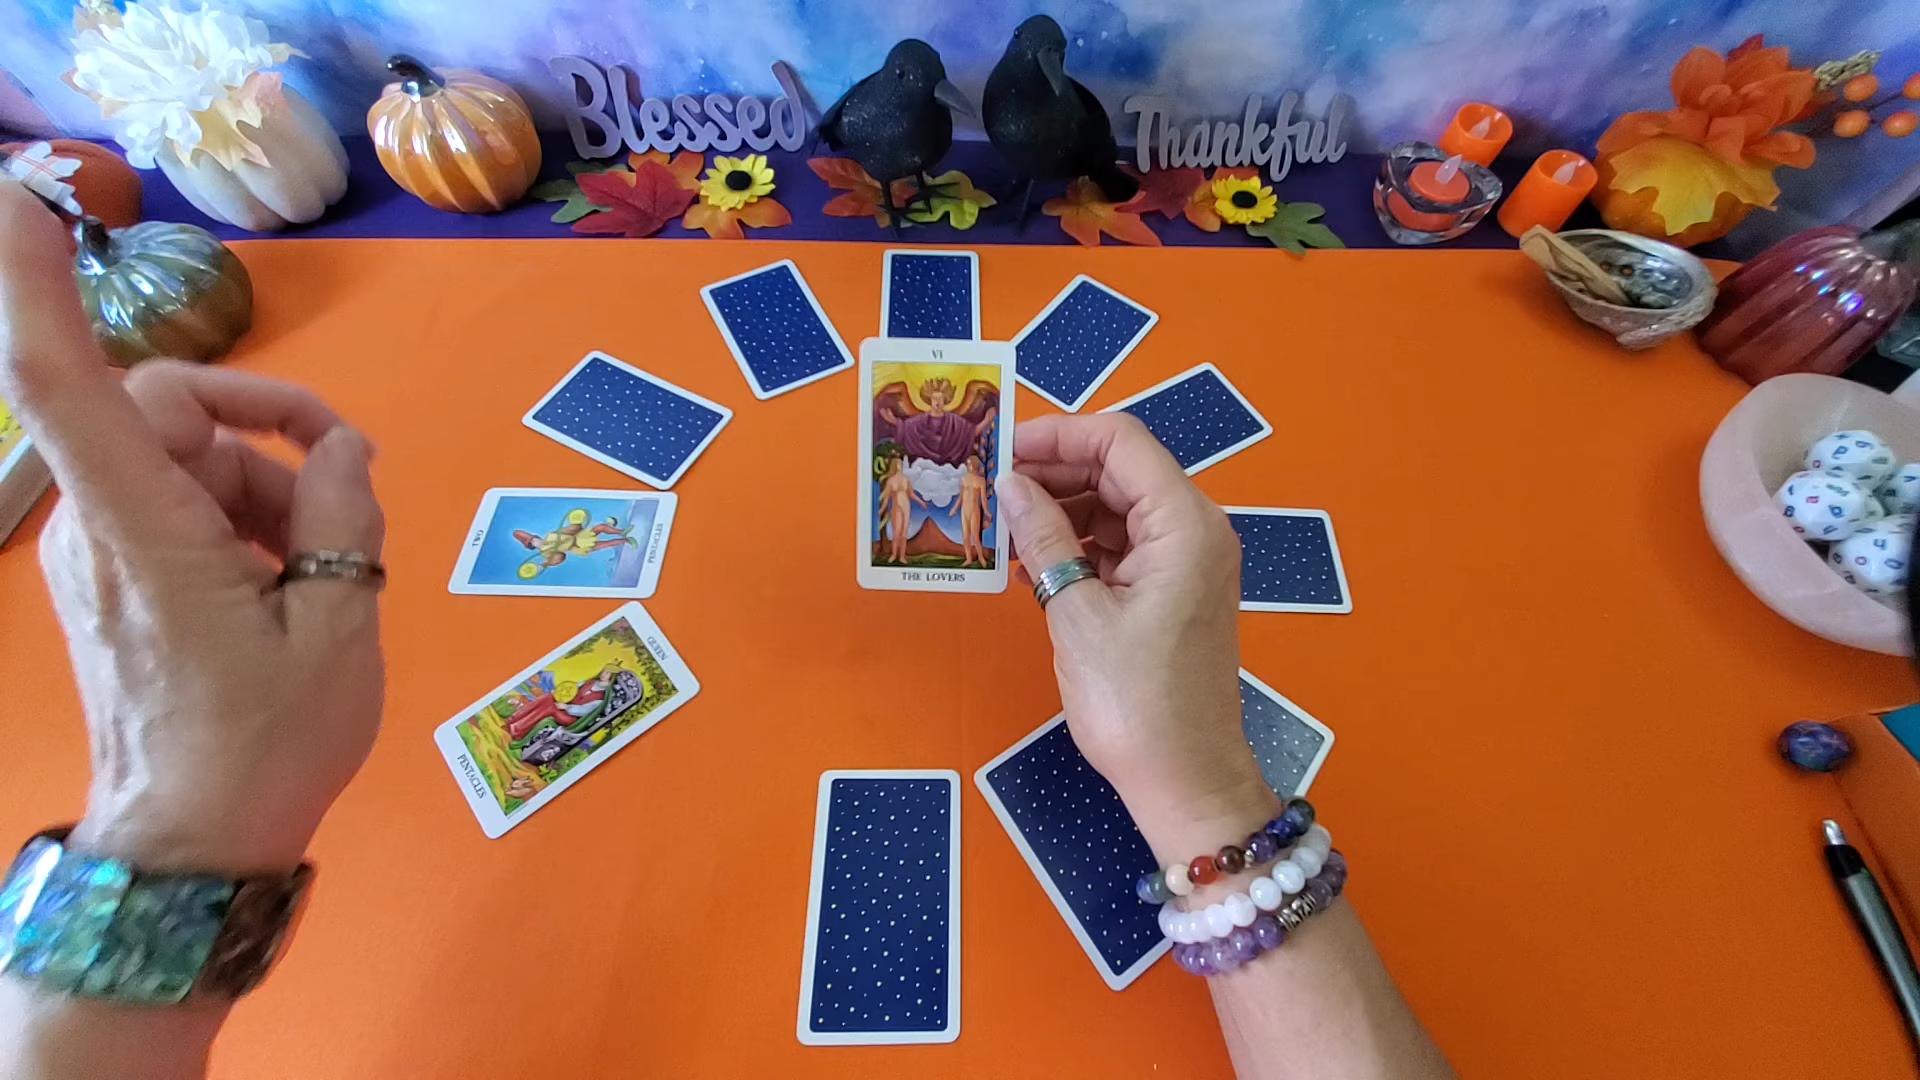 Blessed
Thankful
VI
THE LOVERS
TWO
PENTACLES
QUEEN
PENTACLES